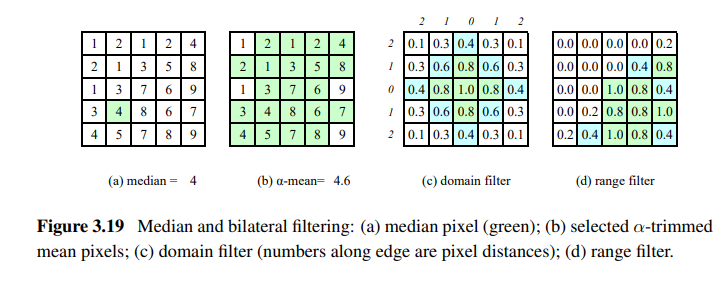 2 1 0 1 2
1 2 1 2 4 1 2 1 2 4 2 0.1 0.3 0.4 0.3 0.1 0.0 0.0 0.0 0.0 0.2
2 1 3 5 8 2 1 3 5 8 1 0.3 0.6 0.8 0.6 0.3 0.0 0.0 0.0 0.4 0.8
1 3 7 6 9 1 3 7 6 9 0 0.4 0.8 1.0 0.8 0.4 0.0 0.0 1.0 0.8 0.4
3 4 8 6 7 3 4 8 6 7 1 0.3 0.6 0.8 0.6 0.3 0.0 0.2 0.8 0.8 1.0
4 5 7 8 9 4 5 7 8 9 2 0.1 0.3 0.4 0.3 0.1 0.2 0.4 1.0 0.8 0.4
(a) median = 4 (b) α-mean= 4.6 (c) domain filter (d) range filter
Figure 3.19 Median and bilateral filtering: (a) median pixel (green); (b) selected α-trimmed
mean pixels; (c) domain filter (numbers along edge are pixel distances); (d) range filter.